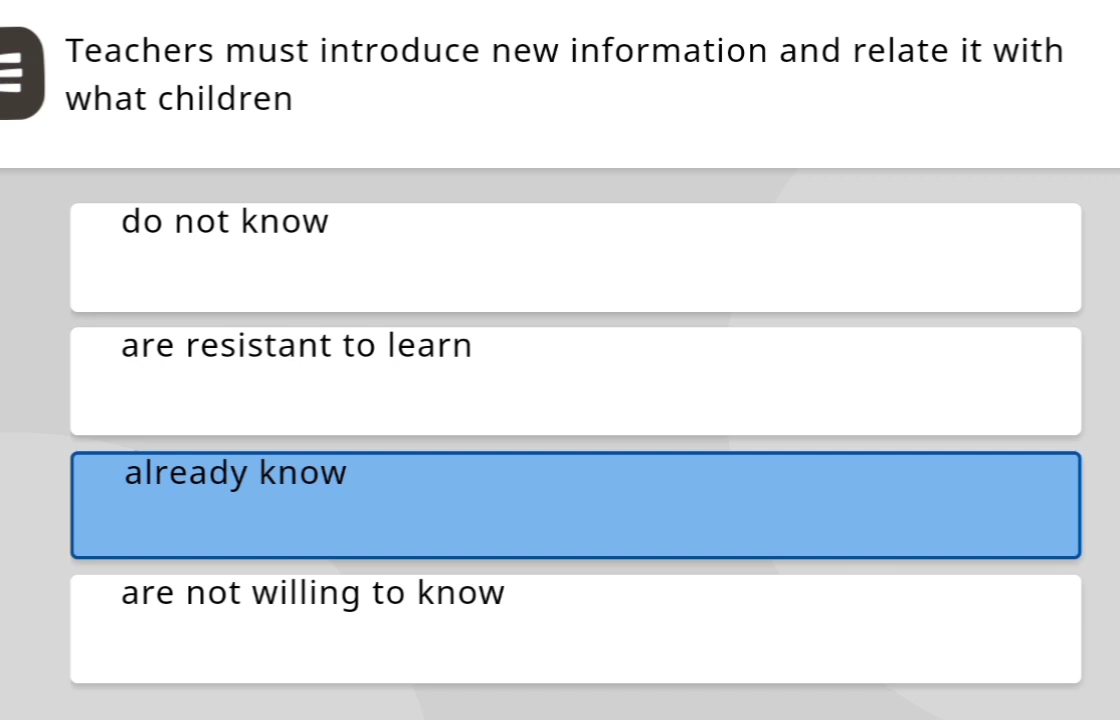 Teachers must introduce new information and relate it with
what children
do not know
are resistant to learn
already know
are not willing to know